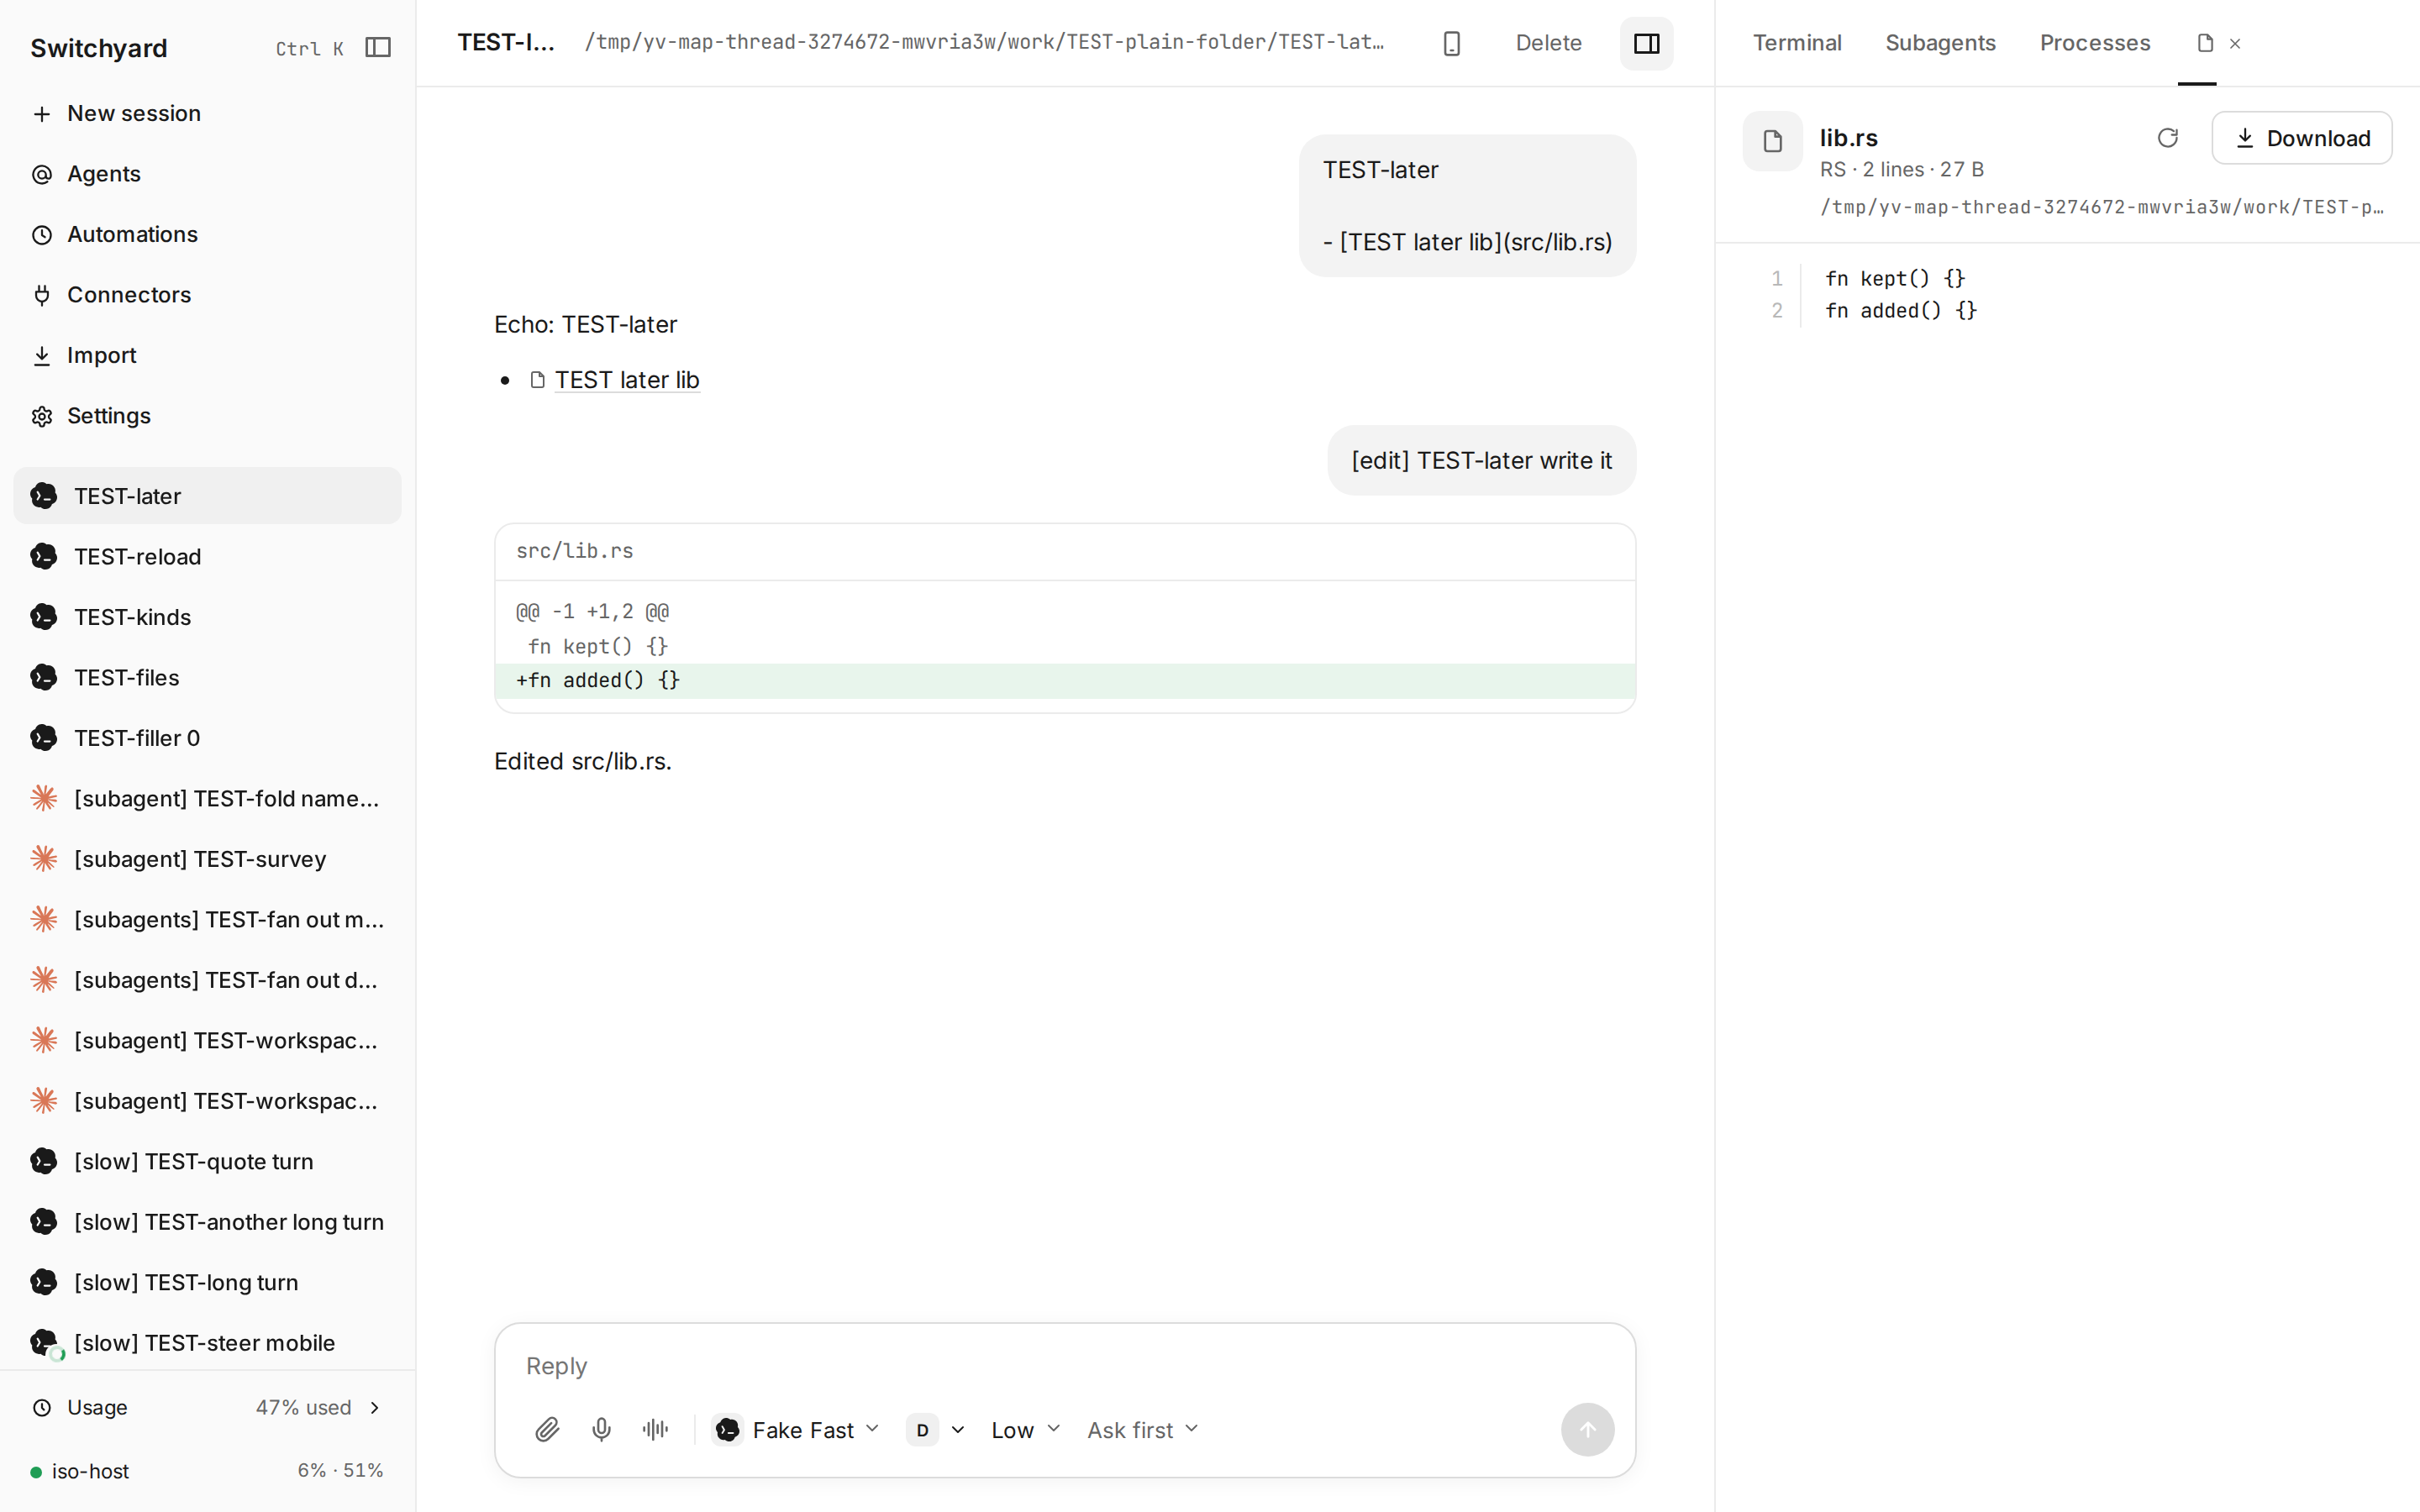 Switchyard
Ctrl K
New session
Agents
Automations
Connectors
Import
Settings
TEST-later
TEST-reload
TEST-kinds
TEST-files
TEST-filler 0
[subagent] TEST-fold name...
[subagent] TEST-survey
[subagents] TEST-fan out m...
[subagents] TEST-fan out d...
[subagent] TEST-workspac...
[subagent] TEST-workspac...
[slow] TEST-quote turn
[slow] TEST-another long turn
[slow] TEST-long turn
[slow] TEST-steer mobile
Usage 47% used
iso-host 6% · 51%
TEST-l... /tmp/yv-map-thread-3274672-mwvria3w/work/TEST-plain-folder/TEST-lat... Delete
TEST-later
- [TEST later lib](src/lib.rs)
Echo: TEST-later
• TEST later lib
[edit] TEST-later write it
src/lib.rs
@@ -1 +1,2 @@
fn kept() {}
+fn added() {}
Edited src/lib.rs.
Reply
Fake Fast D Low Ask first
Terminal Subagents Processes
lib.rs
Download
RS · 2 lines · 27 B
/tmp/yv-map-thread-3274672-mwvria3w/work/TEST-p...
1 fn kept() {}
2 fn added() {}